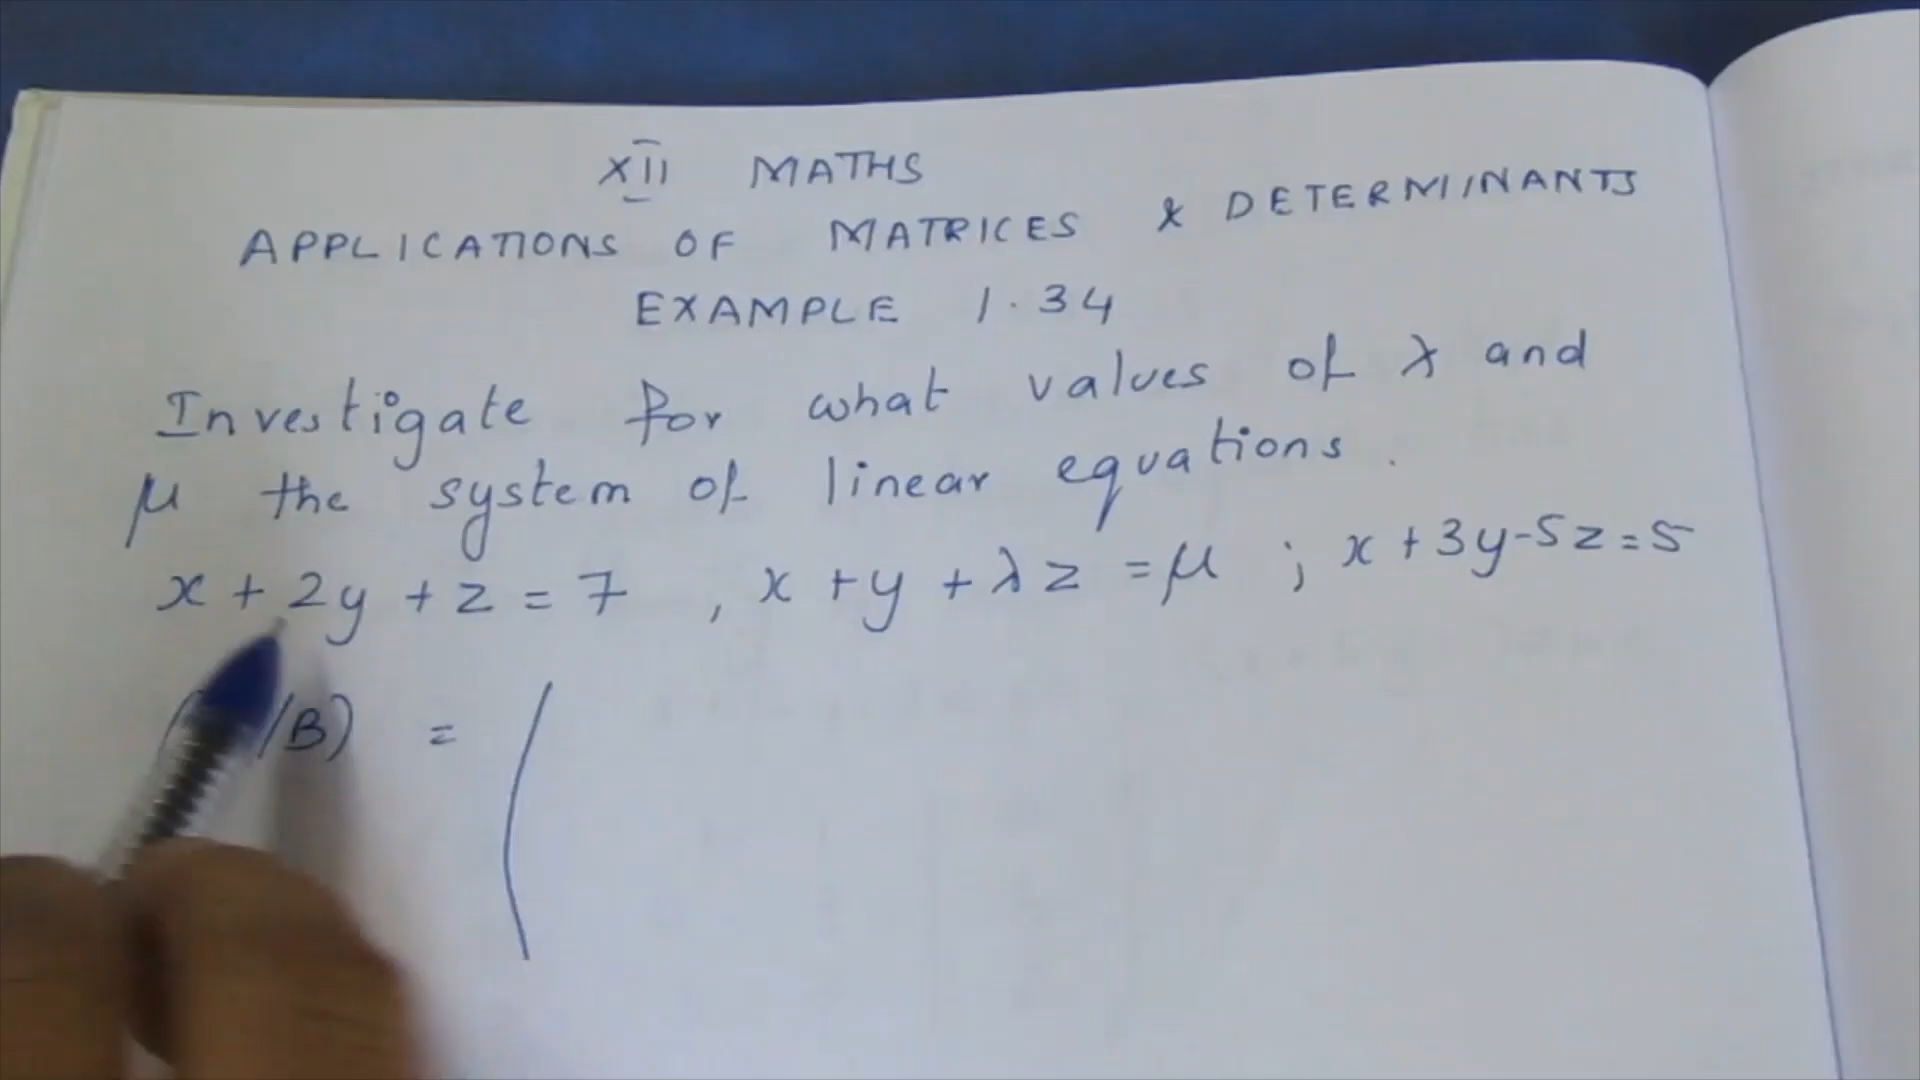 XII MATHS
APPLICATIONS OF MATRICES & DETERMINANTS
EXAMPLE 1.34
Investigate for what values of λ and
μ the system of linear equations.
x + 2y + z = 7 , x + y + λz = μ ; x + 3y - 5z = 5
/B) = (